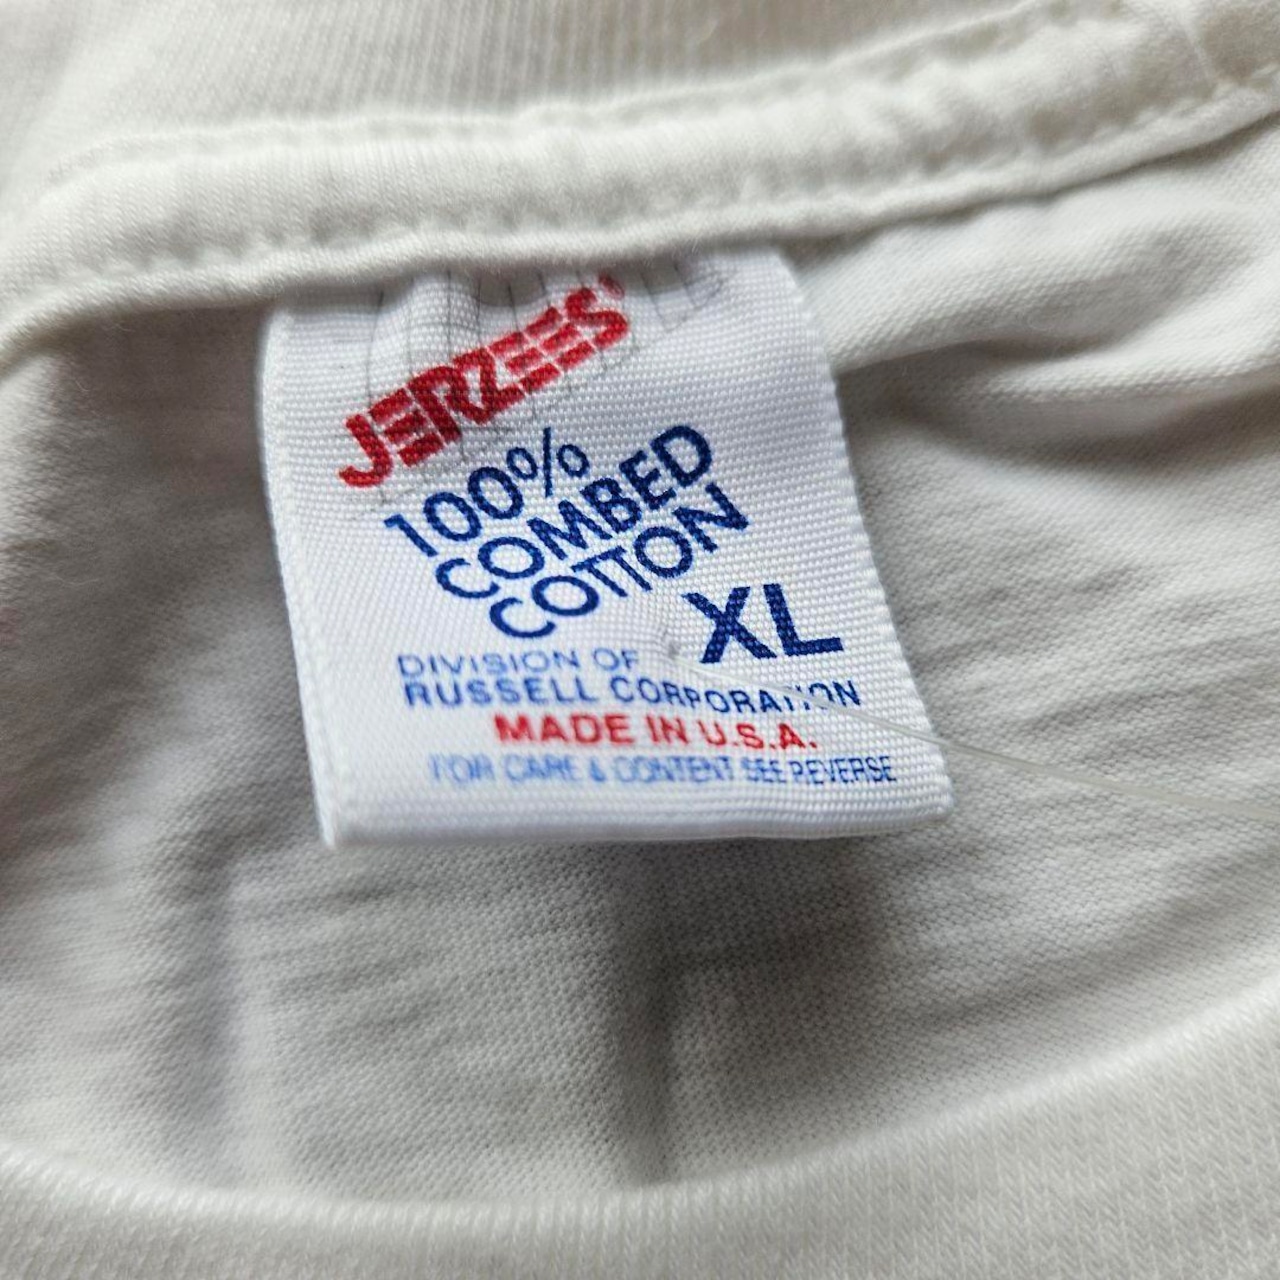 JERZEES
100%
COMBED
COTTON
XL
DIVISION OF
RUSSELL CORPORATION
MADE IN U.S.A.
FOR CARE & CONTENT SEE REVERSE